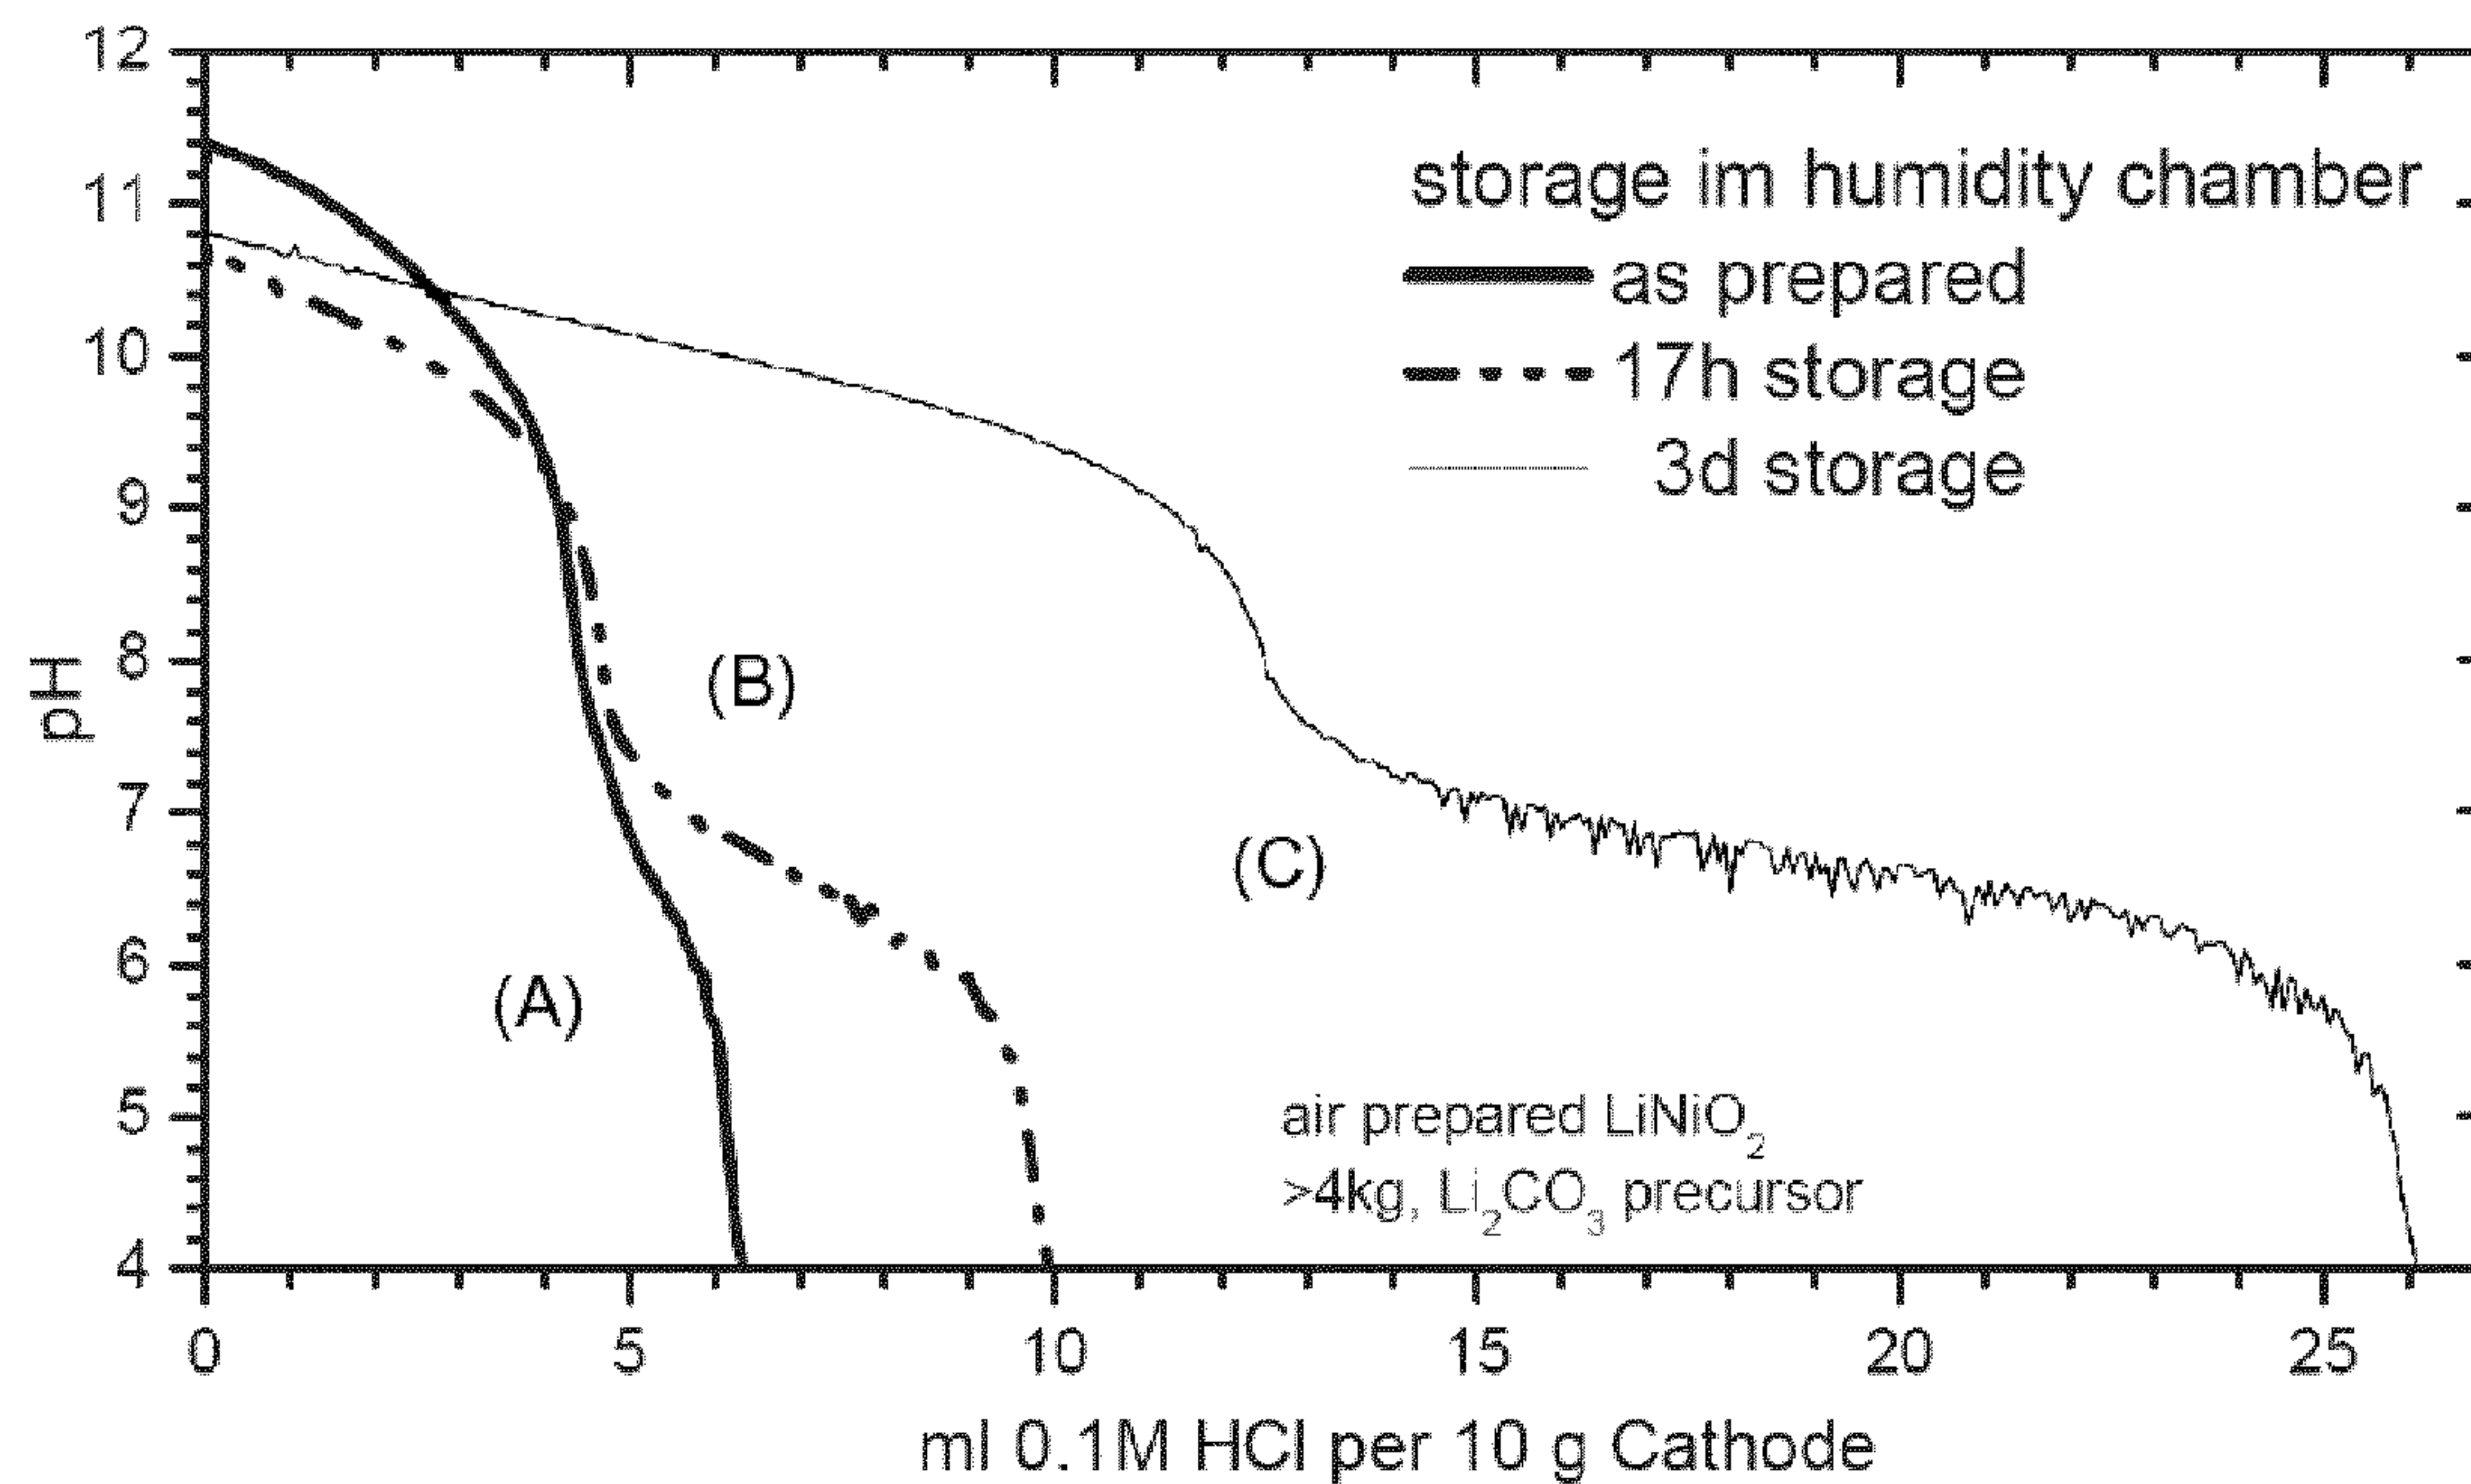 12
11
10
9
8
7
6
5
4
pH
storage im humidity chamber
as prepared
17h storage
3d storage
(B)
(C)
(A)
air prepared LiNiO₂
>4kg, Li₂CO₃ precursor
0 5 10 15 20 25
ml 0.1M HCl per 10 g Cathode